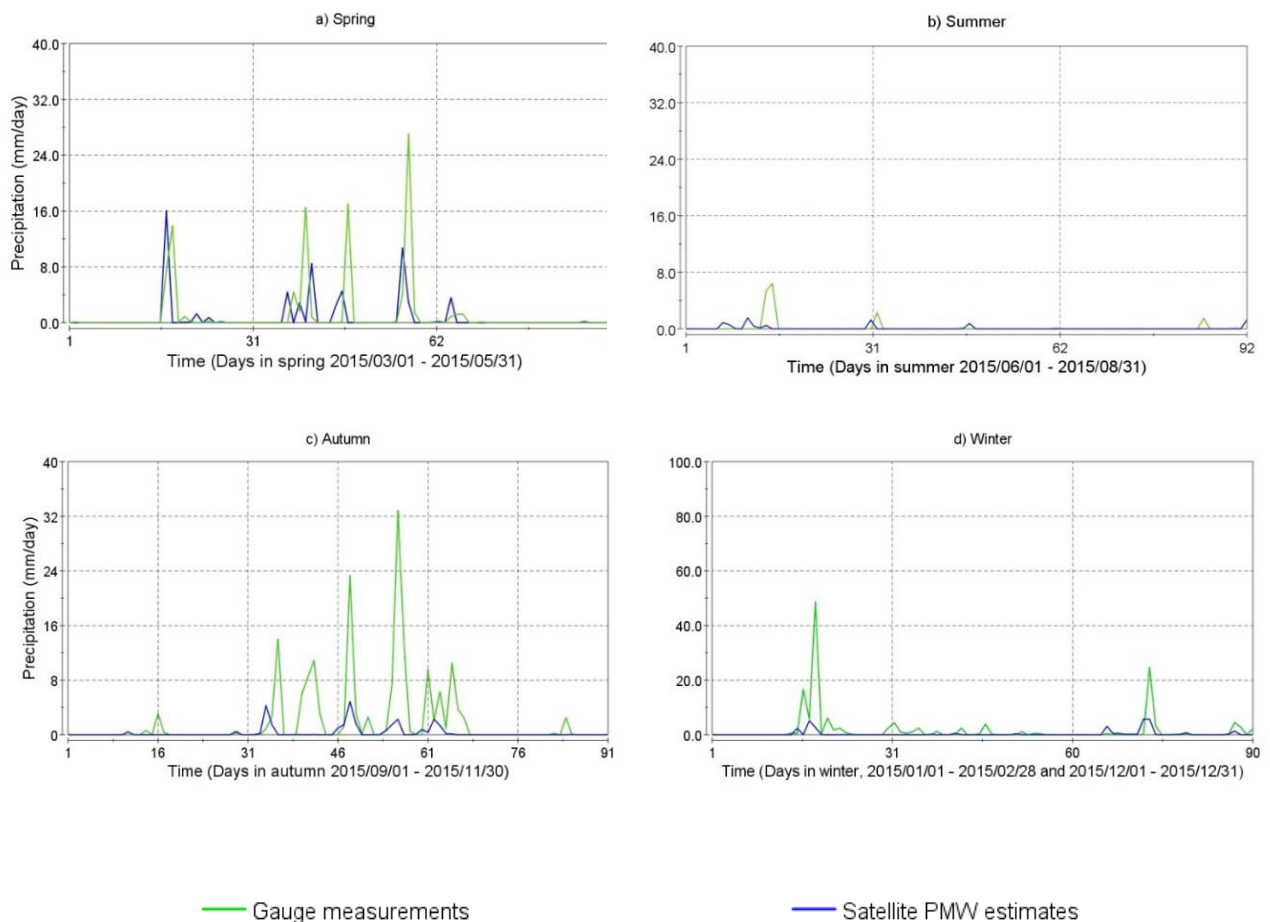 a) Spring
40.0
32.0
24.0
16.0
8.0
0.0
Precipitation (mm/day)
1 31 62
Time (Days in spring 2015/03/01 - 2015/05/31)
b) Summer
40.0
32.0
24.0
16.0
8.0
0.0
1 31 62 92
Time (Days in summer 2015/06/01 - 2015/08/31)
c) Autumn
40
32
24
16
8
0
Precipitation (mm/day)
1 16 31 46 61 76 91
Time (Days in autumn 2015/09/01 - 2015/11/30)
d) Winter
100.0
80.0
60.0
40.0
20.0
0.0
1 31 60 90
Time (Days in winter, 2015/01/01 - 2015/02/28 and 2015/12/01 - 2015/12/31)
Gauge measurements
Satellite PMW estimates